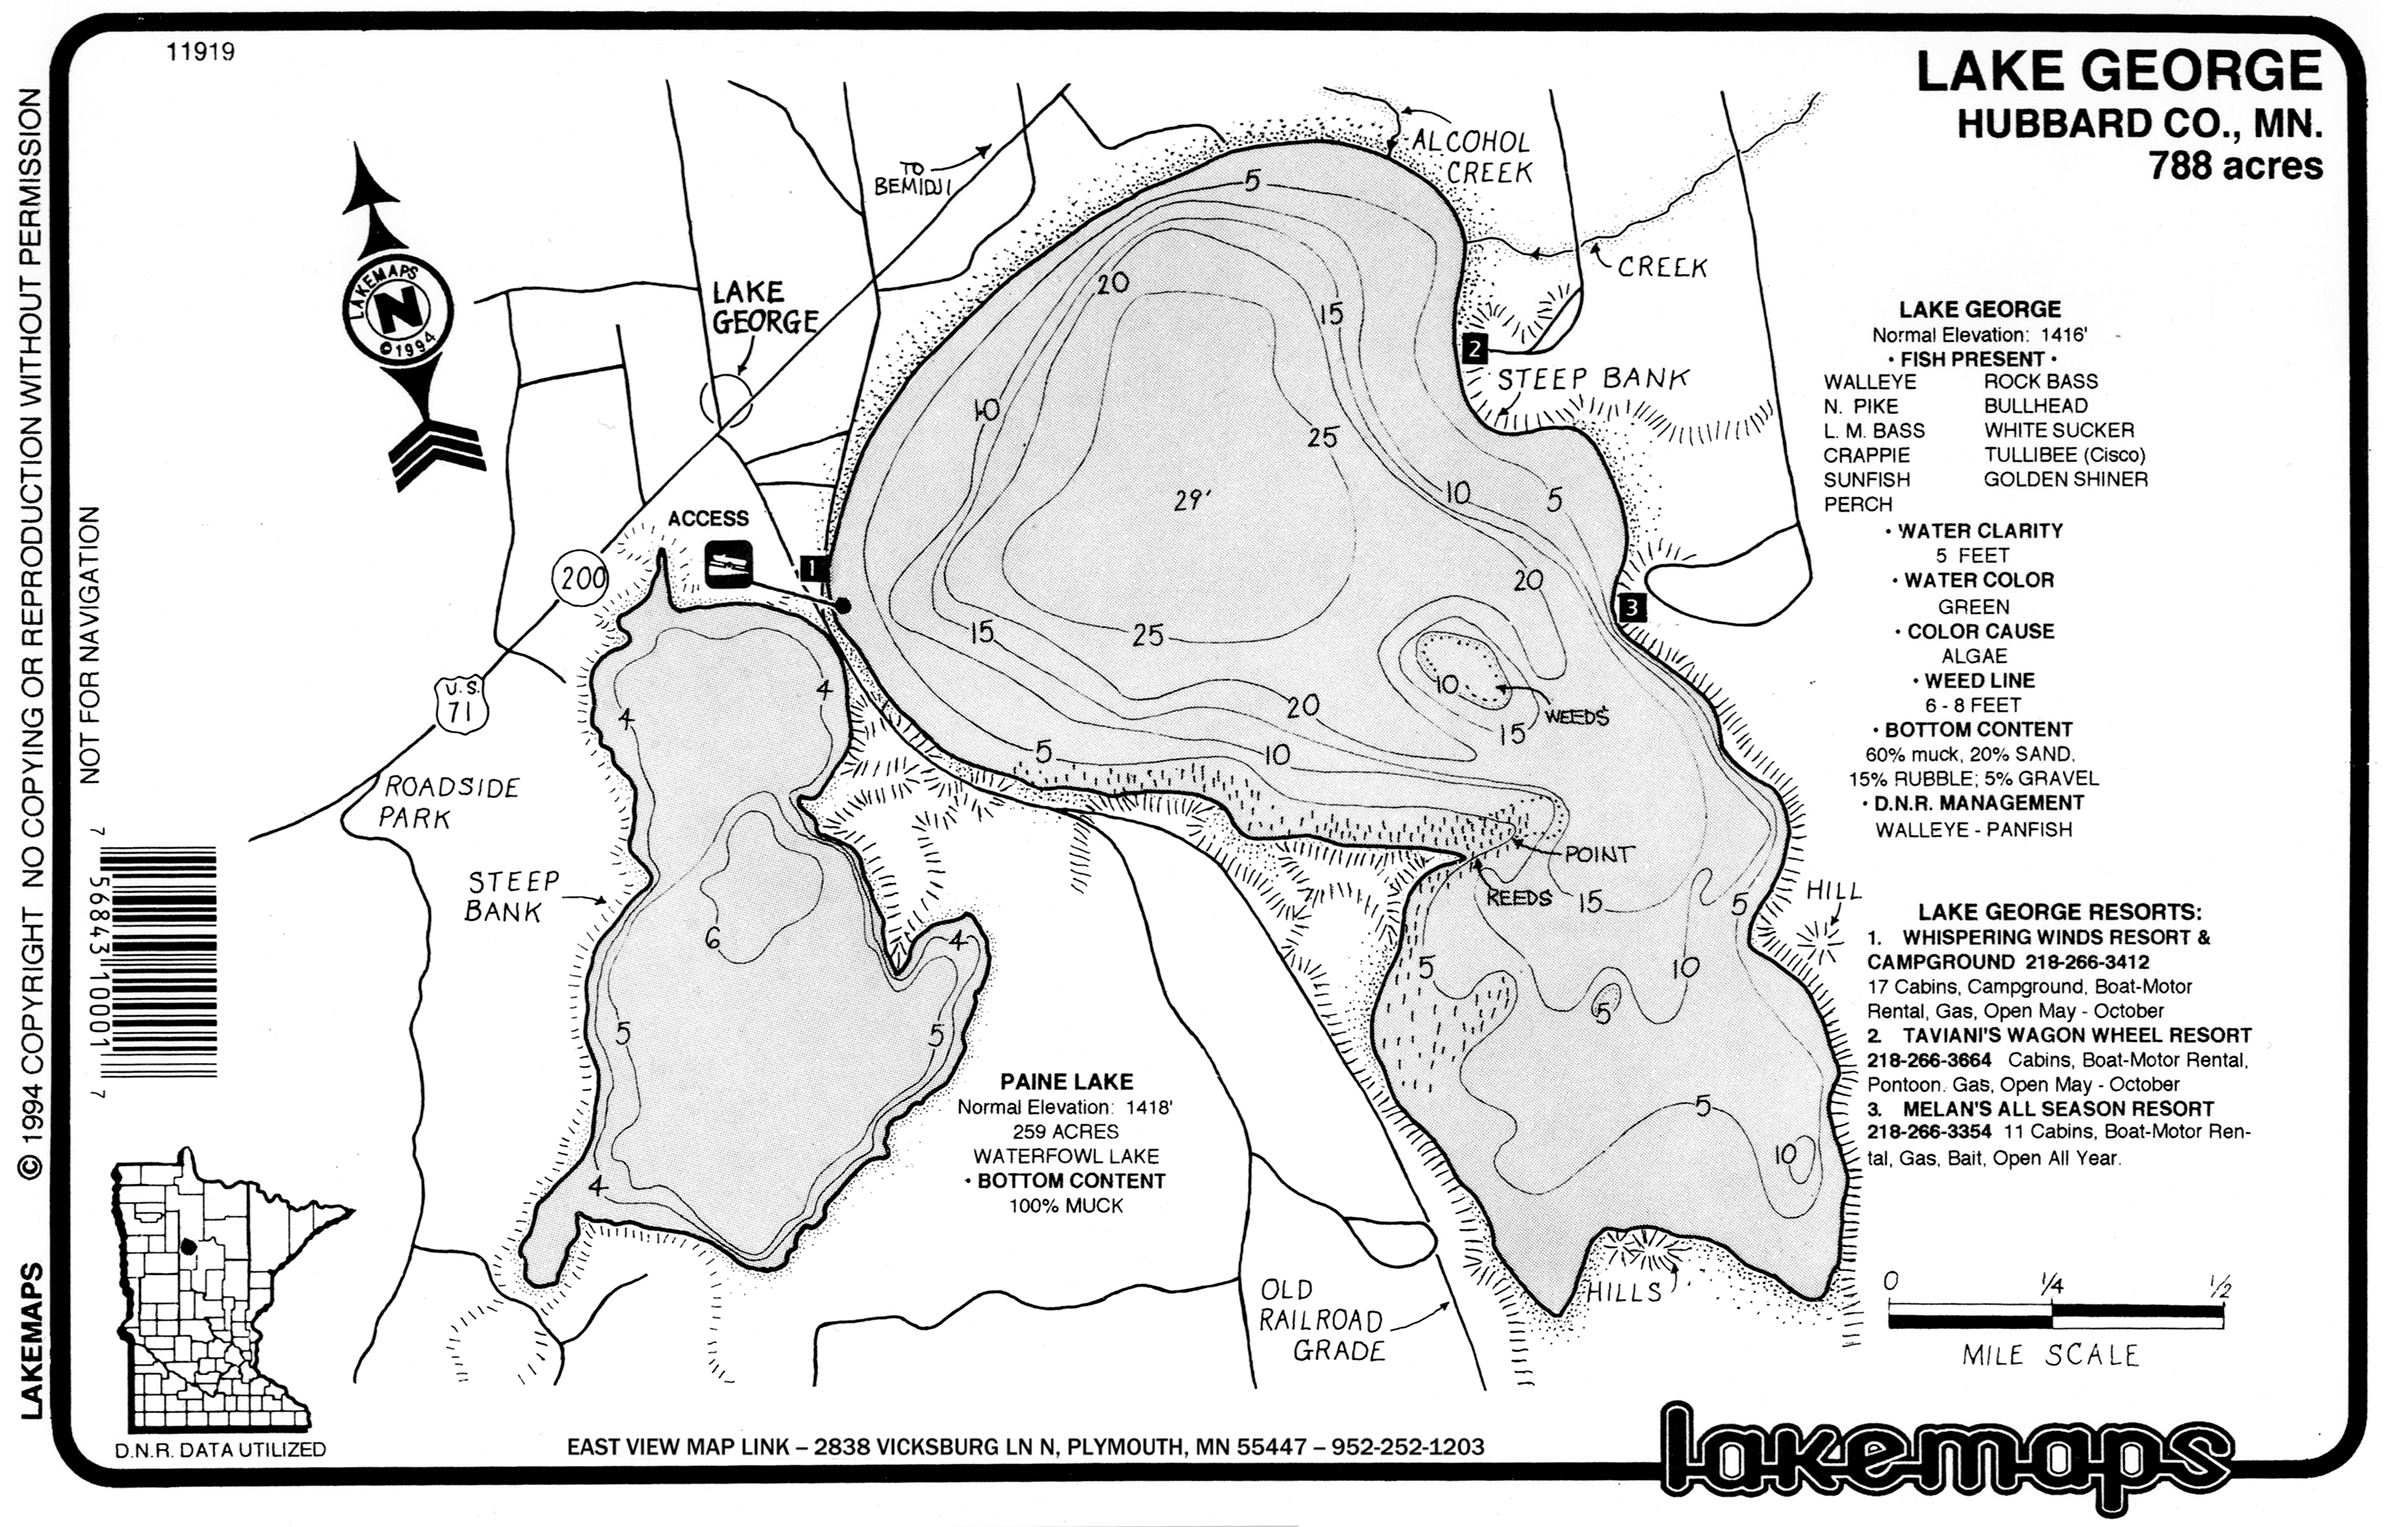 11919
LAKE GEORGE
HUBBARD CO., MN.
788 acres
LAKEMAPS © 1994 COPYRIGHT NO COPYING OR REPRODUCTION WITHOUT PERMISSION
NOT FOR NAVIGATION
LAKEMAPS
N
©1994
TO
BEMIDJI
ALCOHOL
CREEK
CREEK
LAKE
GEORGE
STEEP BANK
ACCESS
200
U.S.
71
ROADSIDE
PARK
STEEP
BANK
1
2
3
5
20
15
10
25
29'
10
5
20
15
25
10
WEEDS
15
20
5
10
POINT
REEDS
15
5
5
10
5
5
10
HILL
HILLS
4
4
6
4
5
5
4
OLD
RAILROAD
GRADE
PAINE LAKE
Normal Elevation: 1418'
259 ACRES
WATERFOWL LAKE
• BOTTOM CONTENT
100% MUCK
LAKE GEORGE
Normal Elevation: 1416'
• FISH PRESENT •
WALLEYE ROCK BASS
N. PIKE BULLHEAD
L. M. BASS WHITE SUCKER
CRAPPIE TULLIBEE (Cisco)
SUNFISH GOLDEN SHINER
PERCH
• WATER CLARITY
5 FEET
• WATER COLOR
GREEN
• COLOR CAUSE
ALGAE
• WEED LINE
6 - 8 FEET
• BOTTOM CONTENT
60% muck, 20% SAND,
15% RUBBLE; 5% GRAVEL
• D.N.R. MANAGEMENT
WALLEYE - PANFISH
LAKE GEORGE RESORTS:
1. WHISPERING WINDS RESORT &
CAMPGROUND 218-266-3412
17 Cabins, Campground, Boat-Motor
Rental, Gas, Open May - October
2. TAVIANI'S WAGON WHEEL RESORT
218-266-3664 Cabins, Boat-Motor Rental,
Pontoon. Gas, Open May - October
3. MELAN'S ALL SEASON RESORT
218-266-3354 11 Cabins, Boat-Motor Ren-
tal, Gas, Bait, Open All Year.
0 1/4 1/2
MILE SCALE
7 56843 10001 7
D.N.R. DATA UTILIZED
EAST VIEW MAP LINK – 2838 VICKSBURG LN N, PLYMOUTH, MN 55447 – 952-252-1203
lakemaps